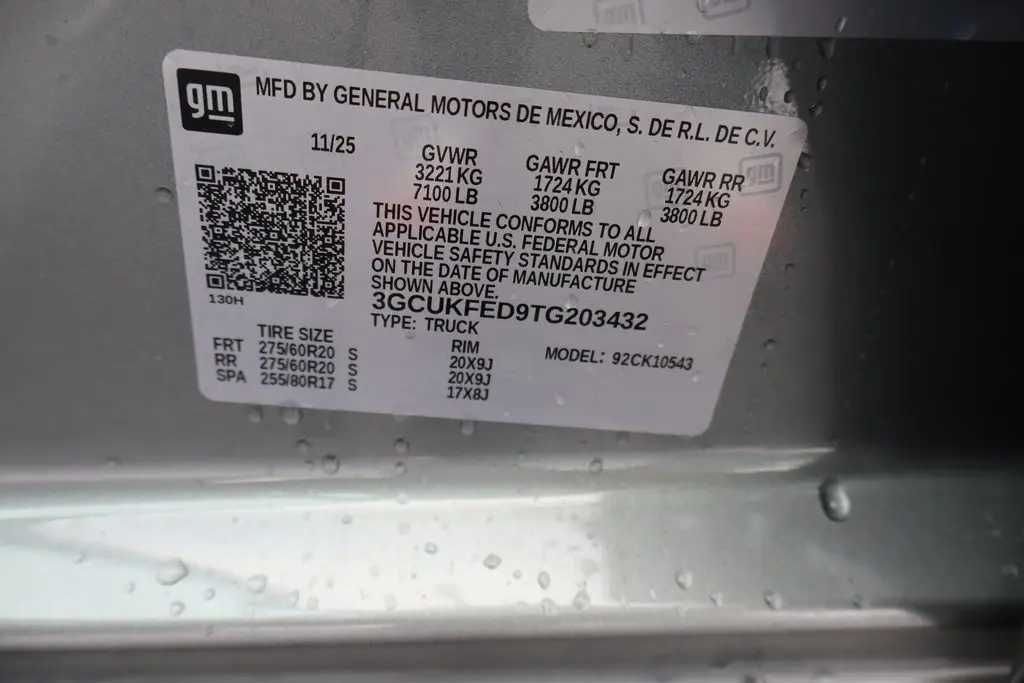 gm
MFD BY GENERAL MOTORS DE MEXICO, S. DE R.L. DE C.V.
11/25
GVWR GAWR FRT GAWR RR
3221 KG 1724 KG 1724 KG
7100 LB 3800 LB 3800 LB
THIS VEHICLE CONFORMS TO ALL
APPLICABLE U.S. FEDERAL MOTOR
VEHICLE SAFETY STANDARDS IN EFFECT
ON THE DATE OF MANUFACTURE
SHOWN ABOVE.
130H
3GCUKFED9TG203432
TYPE: TRUCK
TIRE SIZE RIM MODEL: 92CK10543
FRT 275/60R20 S 20X9J
RR 275/60R20 S 20X9J
SPA 255/80R17 S 17X8J